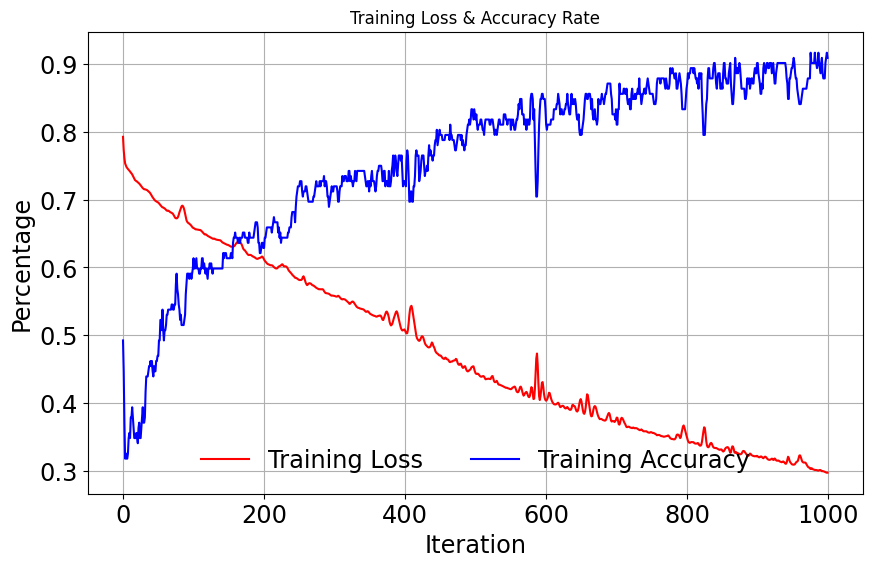 Training Loss & Accuracy Rate
Percentage
0.9
0.8
0.7
0.6
0.5
0.4
0.3
Training Loss
Training Accuracy
0 200 400 600 800 1000
Iteration